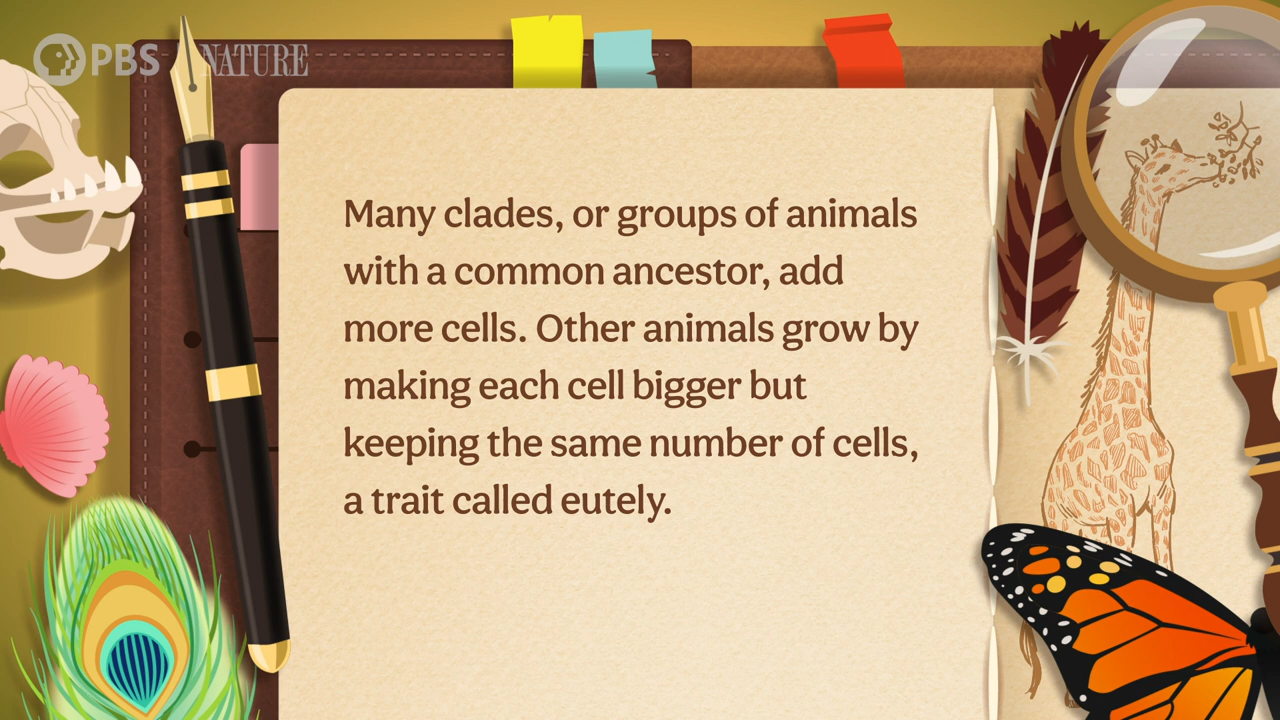 PBS NATURE
Many clades, or groups of animals
with a common ancestor, add
more cells. Other animals grow by
making each cell bigger but
keeping the same number of cells,
a trait called eutely.